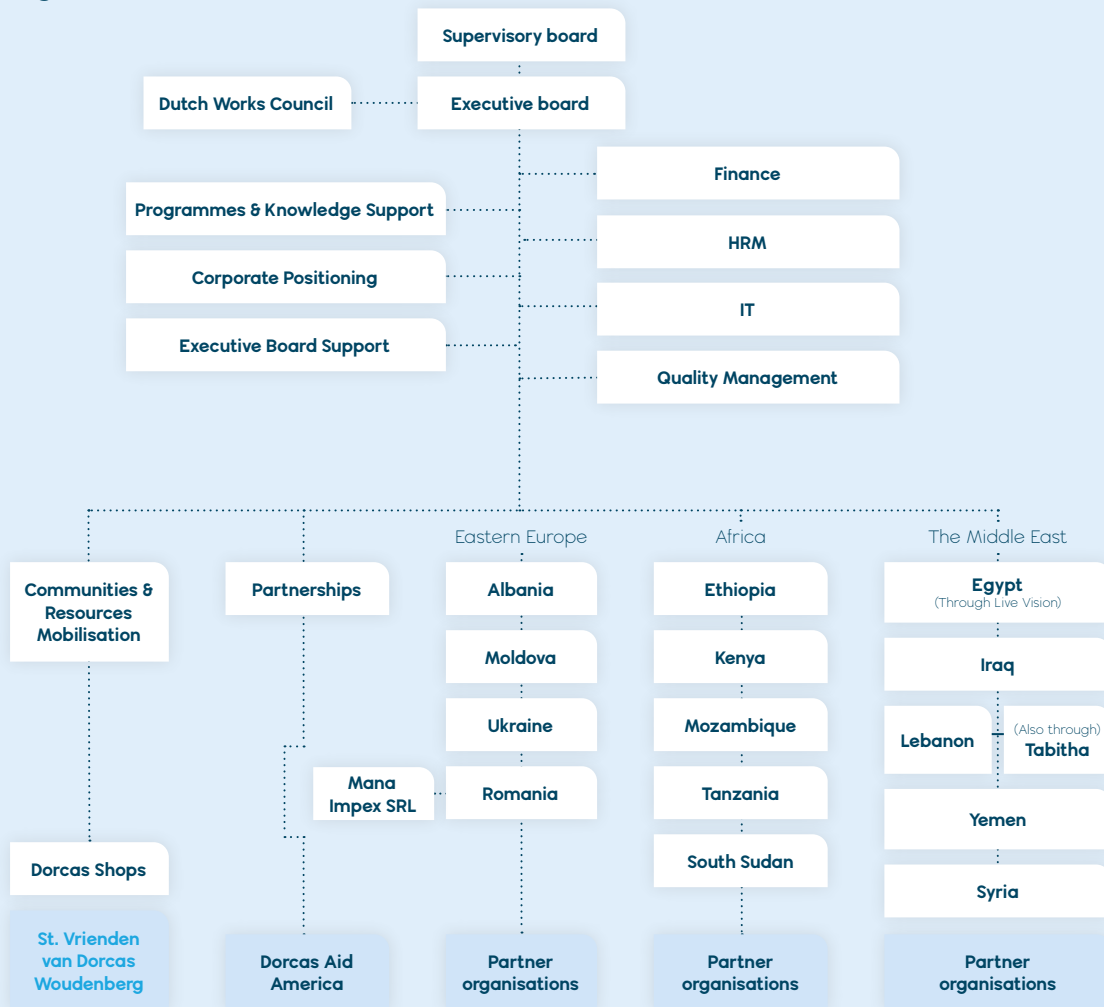 Supervisory board
Dutch Works Council
Executive board
Finance
Programmes & Knowledge Support
HRM
Corporate Positioning
IT
Executive Board Support
Quality Management
Eastern Europe
Africa
The Middle East
Communities &
Resources
Mobilisation
Partnerships
Albania
Moldova
Ukraine
Mana
Impex SRL
Romania
Ethiopia
Kenya
Mozambique
Tanzania
South Sudan
Egypt
(Through Live Vision)
Iraq
Lebanon
(Also through)
Tabitha
Yemen
Syria
Dorcas Shops
St. Vrienden
van Dorcas
Woudenberg
Dorcas Aid
America
Partner
organisations
Partner
organisations
Partner
organisations